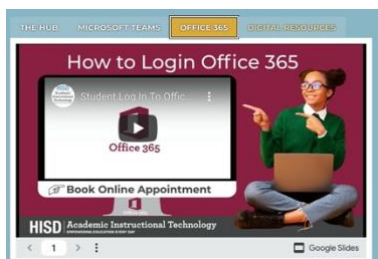 THE HUB MICROSOFT TEAMS OFFICE 365 DIGITAL RESOURCES
How to Login Office 365
Student Log In To Offic...
Office 365
Book Online Appointment
HISD Academic Instructional Technology
1 Google Slides